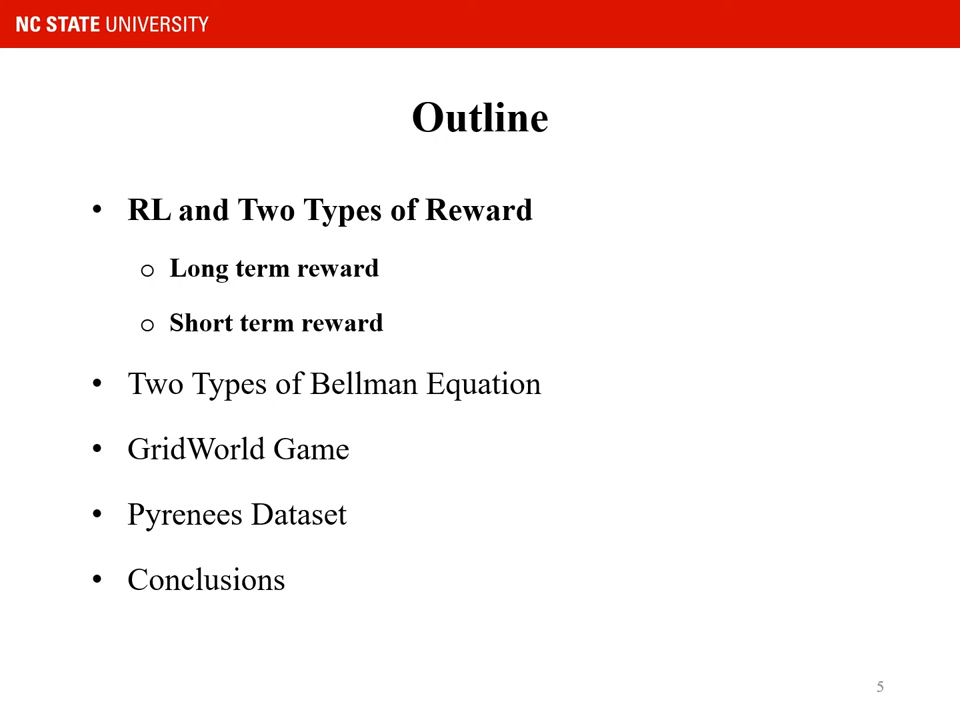 NC STATE UNIVERSITY
Outline
• RL and Two Types of Reward
o Long term reward
o Short term reward
• Two Types of Bellman Equation
• GridWorld Game
• Pyrenees Dataset
• Conclusions
5